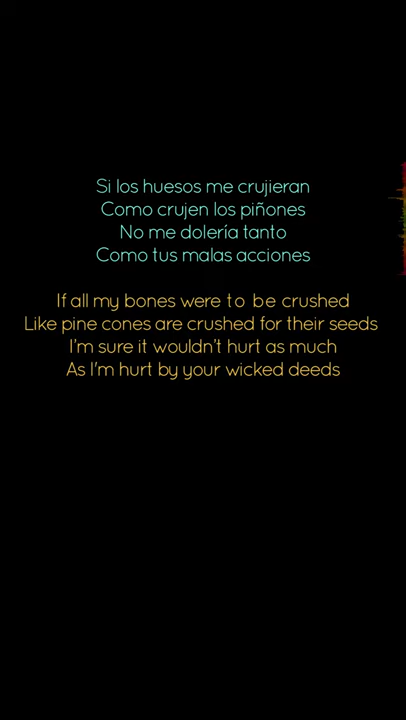 Si los huesos me crujieran
Como crujen los piñones
No me dolería tanto
Como tus malas acciones
If all my bones were to be crushed
Like pine cones are crushed for their seeds
I'm sure it wouldn't hurt as much
As I'm hurt by your wicked deeds